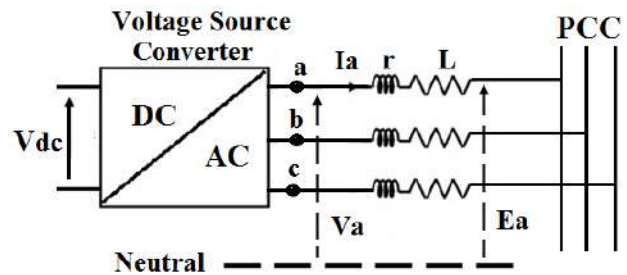 Voltage Source
Converter
PCC
a
Ia
r
L
Vdc
DC
AC
b
c
Va
Ea
Neutral